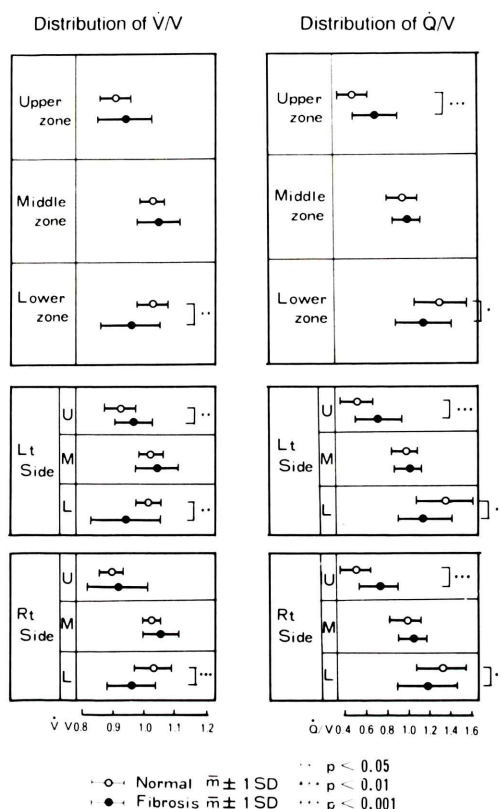 Distribution of V̇/V
Distribution of Q̇/V
Upper zone
Middle zone
Lower zone
Lt Side
U
M
L
Rt Side
U
M
L
Upper zone
Middle zone
Lower zone
Lt Side
U
M
L
Rt Side
U
M
L
V̇ V 0.8 0.9 1.0 1.1 1.2
Q̇/V 0.4 0.6 0.8 1.0 1.2 1.4 1.6
Normal m̄ ± 1SD
Fibrosis m̄ ± 1SD
·· p < 0.05
··· p < 0.01
··· p < 0.001